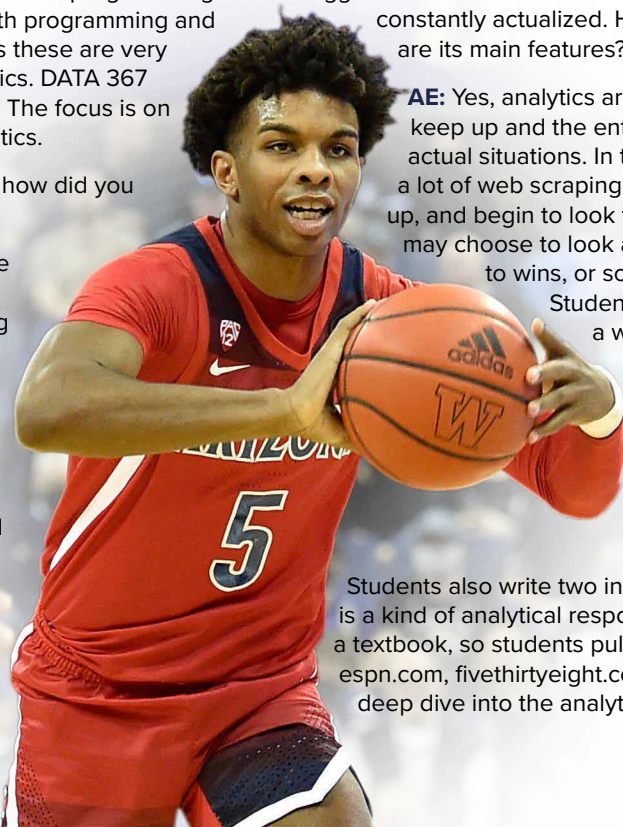 th programming and
s these are very
ics. DATA 367
The focus is on
tics.
how did you
e
g
d
constantly actualized. H
are its main features?
AE: Yes, analytics ar
keep up and the ent
actual situations. In t
a lot of web scraping
up, and begin to look
may choose to look a
to wins, or so
Studen
a w
PAC
12
adidas
W
ARIZONA
5
Students also write two in
is a kind of analytical respo
a textbook, so students pul
espn.com, fivethirtyeight.co
deep dive into the analyt